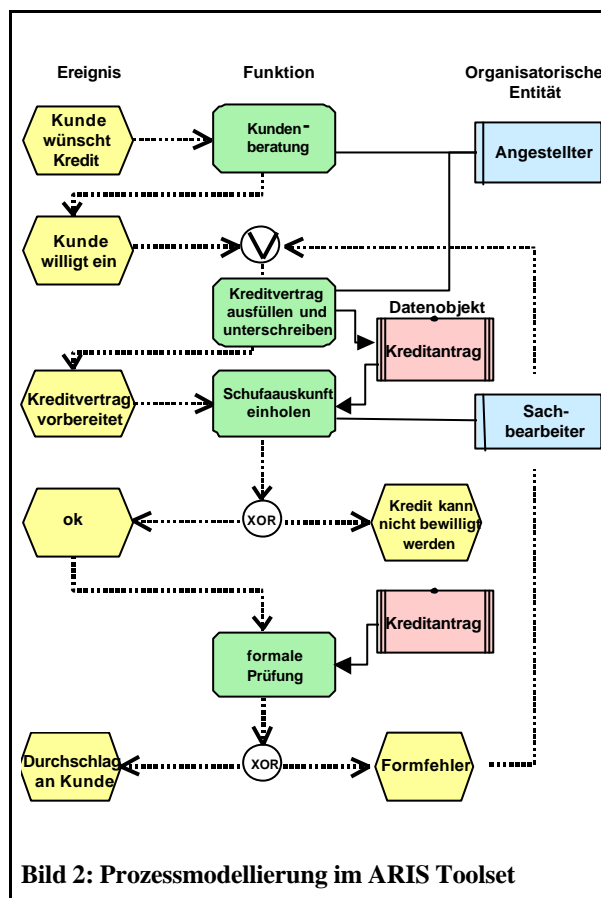 Ereignis
Funktion
Organisatorische
Entität
Kunde
wünscht
Kredit
Kunden-
beratung
Angestellter
Kunde
willigt ein
V
Kreditvertrag
ausfüllen und
unterschreiben
Datenobjekt
Kreditantrag
Kreditvertrag
vorbereitet
Schufaauskunft
einholen
Sach-
bearbeiter
ok
XOR
Kredit kann
nicht bewilligt
werden
Kreditantrag
formale
Prüfung
Durchschlag
an Kunde
XOR
Formfehler
Bild 2: Prozessmodellierung im ARIS Toolset